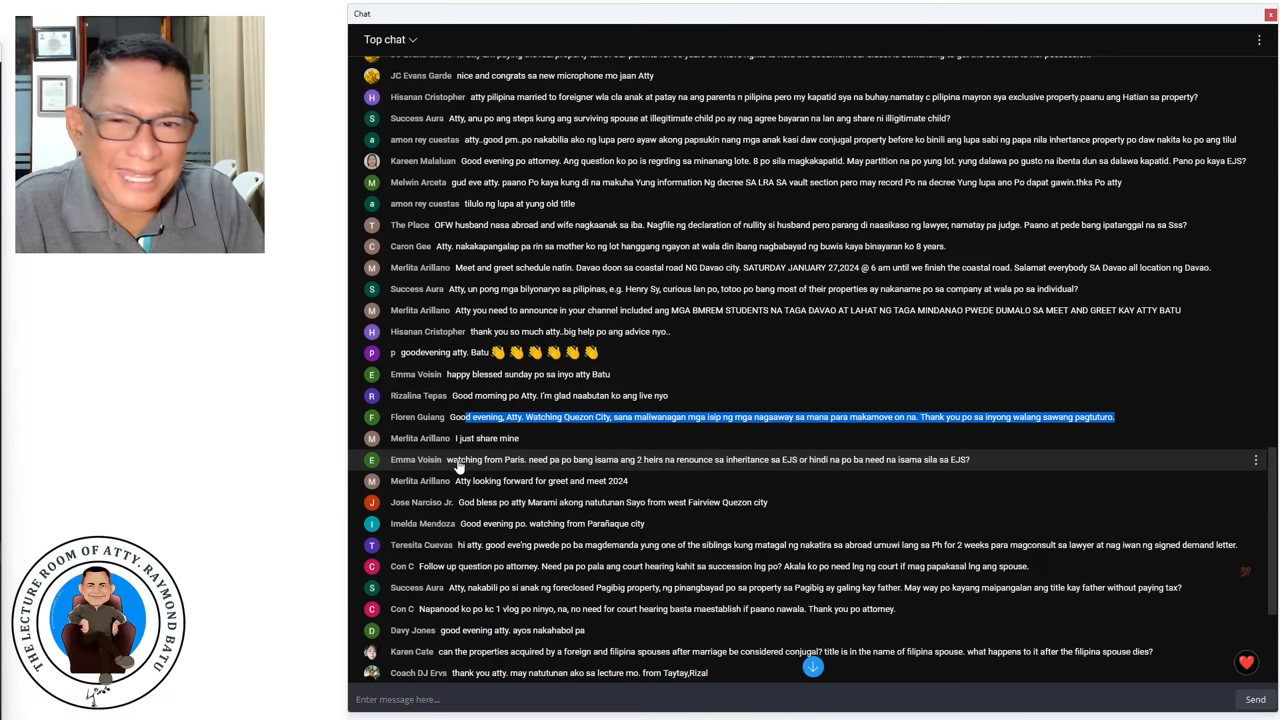 Chat
Top chat
JC Evans Garde nice and congrats sa new microphone mo jaan Atty
Hisanan Cristopher atty pilipina married to foreigner wla cla anak at patay na ang parents n pilipina pero my kapatid sya na buhay.namatay c pilipina mayron sya exclusive property.paanu ang Hatian sa property?
Success Aura Atty, anu po ang steps kung ang surviving spouse at illegitimate child po ay nag agree bayaran na lan ang share ni illigitimate child?
amon rey cuestas atty..good pm..po nakabilia ako ng lupa pero ayaw akong papsukin nang mga anak kasi daw conjugal property before ko binili ang lupa sabi ng papa nila inheritance property daw nakita ko po ang tilul
Kareen Malaluan Good evening po attorney. Ang question ko po is regrding sa minanang lote. 8 po sila magkakapatid. May partition na po yung lot. yung dalawa po gusto na ibenta dun sa dalawa kapatid. Pano po kaya EJS?
Melwin Arceta gud eve atty. paano Po kaya kung di na makuha Yung information Ng decree SA LRA SA vault section pero may record Po na decree Yung lupa ano Po dapat gawin.thks Po atty
amon rey cuestas tilulo ng lupa at yung old title
The Place OFW husband nasa abroad and wife nagkaanak sa iba. Nagfile ng declaration of nullity si husband pero parang di naasikaso ng lawyer, namatay pa judge. Paano at pede bang ipatanggal na sa Sss?
Caron Gee Atty. nakakapangalap pa rin sa mother ko ng lot hanggang ngayon at wala din ibang nagbabayad ng buwis kaya binayaran ko 8 years.
Merlita Arillano Meet and greet schedule natin. Davao doon sa coastal road NG Davao city. SATURDAY JANUARY 27,2024 @ 6 am until we finish the coastal road. Salamat everybody SA Davao all location ng Davao.
Success Aura Atty, un pong mga bilyonaryo sa pilipinas, e.g. Henry Sy, curious lan po, totoo po bang most of their properties ay nakaname po sa company at wala po sa individual?
Merlita Arillano Atty you need to announce in your channel included ang MGA BMREM STUDENTS NA TAGA DAVAO AT LAHAT NG TAGA MINDANAO PWEDE DUMALO SA MEET AND GREET KAY ATTY BATU
Hisanan Cristopher thank you so much atty..big help po ang advice nyo..
p goodevening atty. Batu 👏 👏 👏 👏 👏 👏
Emma Voisin happy blessed sunday po sa inyo atty Batu
Rizalina Tepas Good morning po Atty. I'm glad naabutan ko ang live nyo
Floren Guiang Good evening, Atty. Watching Quezon City, sana maliwanagan mga isip ng mga nagaaway sa mana para makamove on na. Thank you po sa inyong walang sawang pagtuturo.
Merlita Arillano I just share mine
Emma Voisin watching from Paris. need pa po bang isama ang 2 heirs na renounce sa inheritance sa EJS or hindi na po ba need na isama sila sa EJS?
Merlita Arillano Atty looking forward for greet and meet 2024
Jose Narciso Jr. God bless po atty Marami akong natutunan Sayo from west Fairview Quezon city
Imelda Mendoza Good evening po. watching from Parañaque city
Teresita Cuevas hi atty. good eve'ng pwede po ba magdemanda yung one of the siblings kung matagal ng nakatira sa abroad umuwi lang sa Ph for 2 weeks para magconsult sa lawyer at nag iwan ng signed demand letter.
Con C Follow up question po attorney. Need pa po pala ang court hearing kahit sa succession lng po? Akala ko po need lng ng court if mag papakasal lng ang spouse.
Success Aura Atty, nakabili po si anak ng foreclosed Pagibig property, ng pinangbayad po sa property sa Pagibig ay galing kay father. May way po kayang maipangalan ang title kay father without paying tax?
Con C Napanood ko po kc 1 vlog po ninyo, na, no need for court hearing basta maestablish if paano nawala. Thank you po attorney.
Davy Jones good evening atty. ayos nakahabol pa
Karen Cate can the properties acquired by a foreign and filipina spouses after marriage be considered conjugal? title is in the name of filipina spouse. what happens to it after the filipina spouse dies?
Coach DJ Ervs thank you atty. may natutunan ako sa lecture mo. from Taytay,Rizal
Enter message here...
Send
THE LECTURE ROOM OF ATTY. RAYMOND BATU